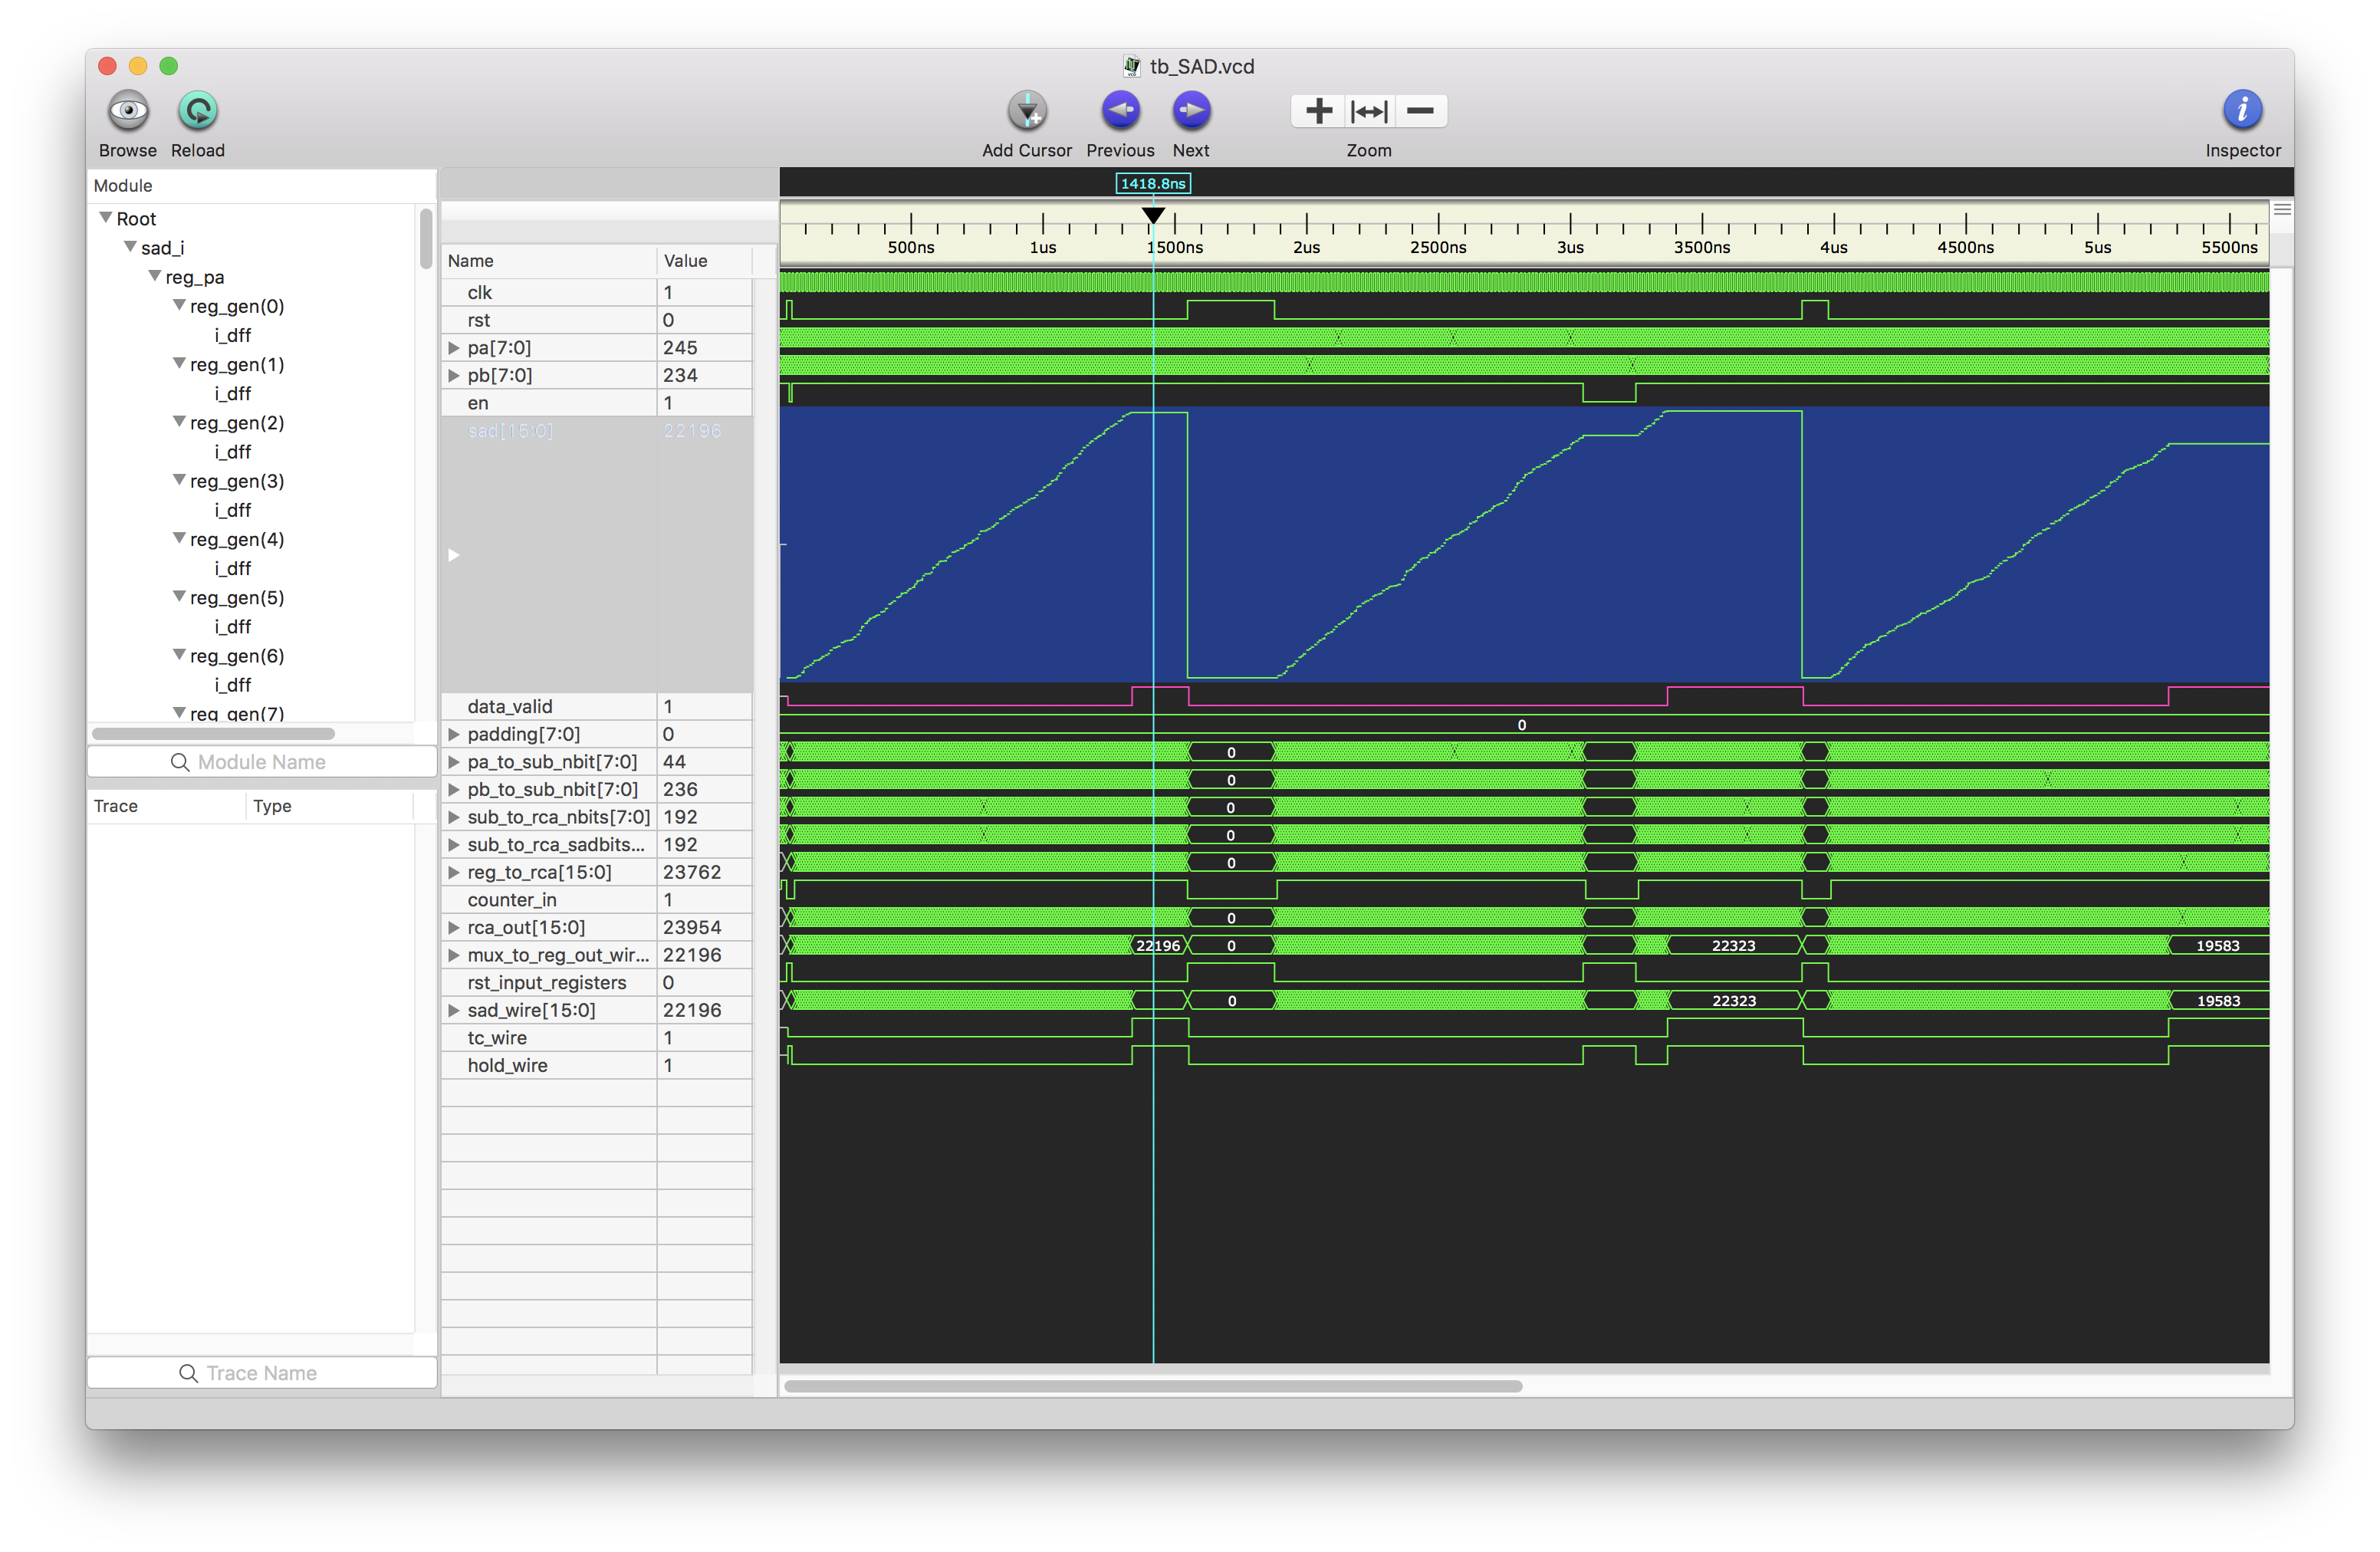 tb_SAD.vcd
Browse Reload Add Cursor Previous Next Zoom Inspector
Module
Root
sad_i
reg_pa
reg_gen(0)
i_dff
reg_gen(1)
i_dff
reg_gen(2)
i_dff
reg_gen(3)
i_dff
reg_gen(4)
i_dff
reg_gen(5)
i_dff
reg_gen(6)
i_dff
reg_gen(7)
Module Name
Trace Type
Trace Name
1418.8ns
500ns 1us 1500ns 2us 2500ns 3us 3500ns 4us 4500ns 5us 5500ns
Name Value
clk 1
rst 0
pa[7:0] 245
pb[7:0] 234
en 1
sad[15:0] 22196
data_valid 1
padding[7:0] 0 0
pa_to_sub_nbit[7:0] 44 0
pb_to_sub_nbit[7:0] 236 0
sub_to_rca_nbits[7:0] 192 0
sub_to_rca_sadbits... 192 0
reg_to_rca[15:0] 23762 0
counter_in 1
rca_out[15:0] 23954 0
mux_to_reg_out_wir... 22196 22196 0 22323 19583
rst_input_registers 0
sad_wire[15:0] 22196 0 22323 19583
tc_wire 1
hold_wire 1